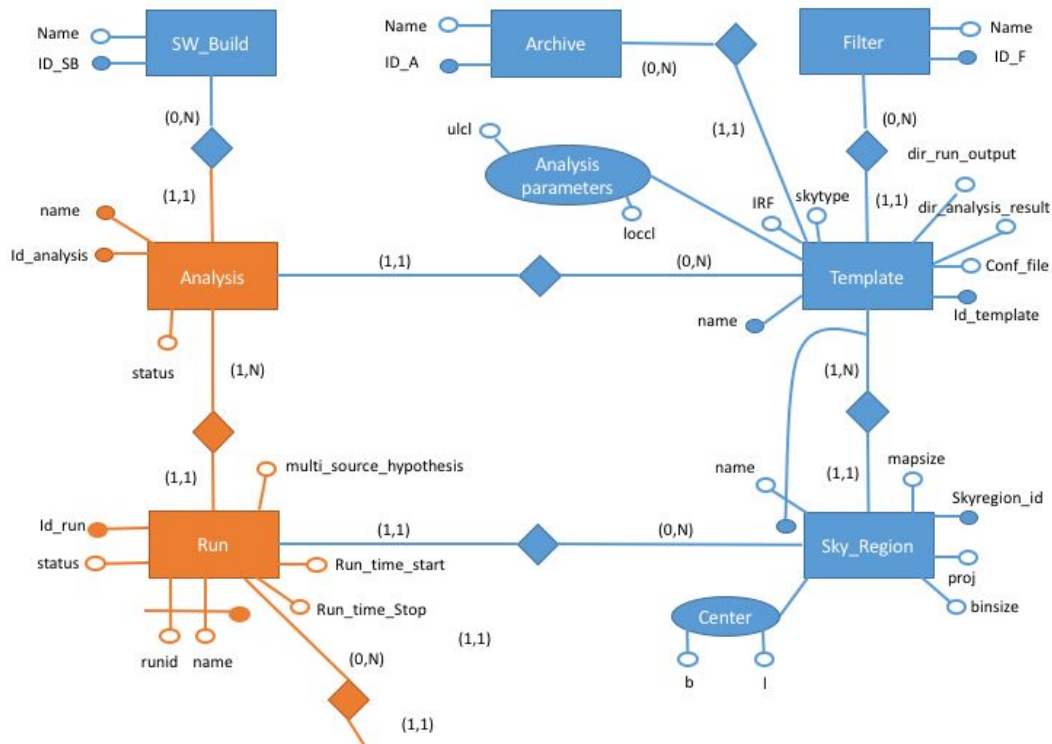 Name
SW_Build
ID_SB
(0,N)
(1,1)
Name
Archive
ID_A
(0,N)
(1,1)
Filter
Name
ID_F
(0,N)
(1,1)
ulcl
Analysis
parameters
loccl
IRF
skytype
dir_run_output
dir_analysis_result
Conf_file
Id_template
Template
name
name
Id_analysis
Analysis
status
(1,1)
(0,N)
(1,N)
(1,1)
(1,N)
(1,1)
multi_source_hypothesis
Id_run
status
Run
runid
name
Run_time_start
Run_time_Stop
(1,1)
(0,N)
name
mapsize
Skyregion_id
Sky_Region
proj
binsize
Center
b
l
(1,1)
(0,N)
(1,1)